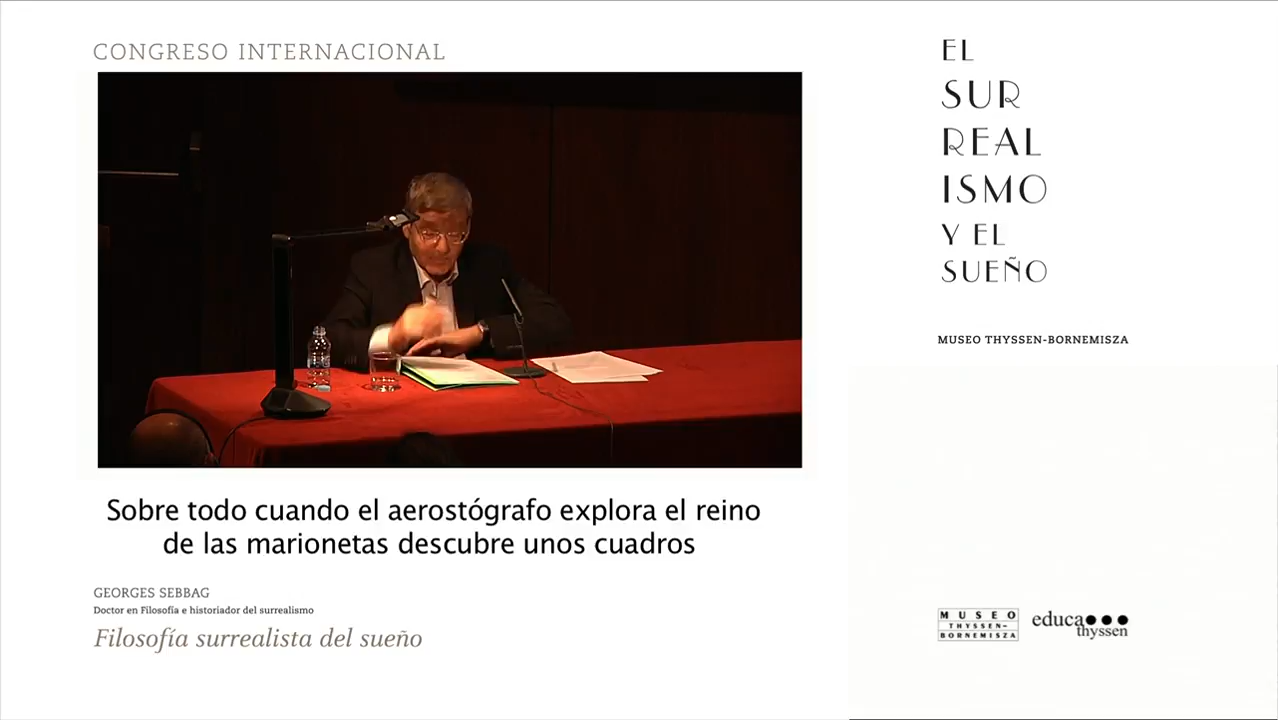 CONGRESO INTERNACIONAL
EL
SUR
REAL
ISMO
Y EL
SUEÑO
MUSEO THYSSEN-BORNEMISZA
Sobre todo cuando el aerostógrafo explora el reino
de las marionetas descubre unos cuadros
GEORGES SEBBAG
Doctor en Filosofía e historiador del surrealismo
Filosofía surrealista del sueño
MUSEO
THYSSEN-
BORNEMISZA
educa
thyssen